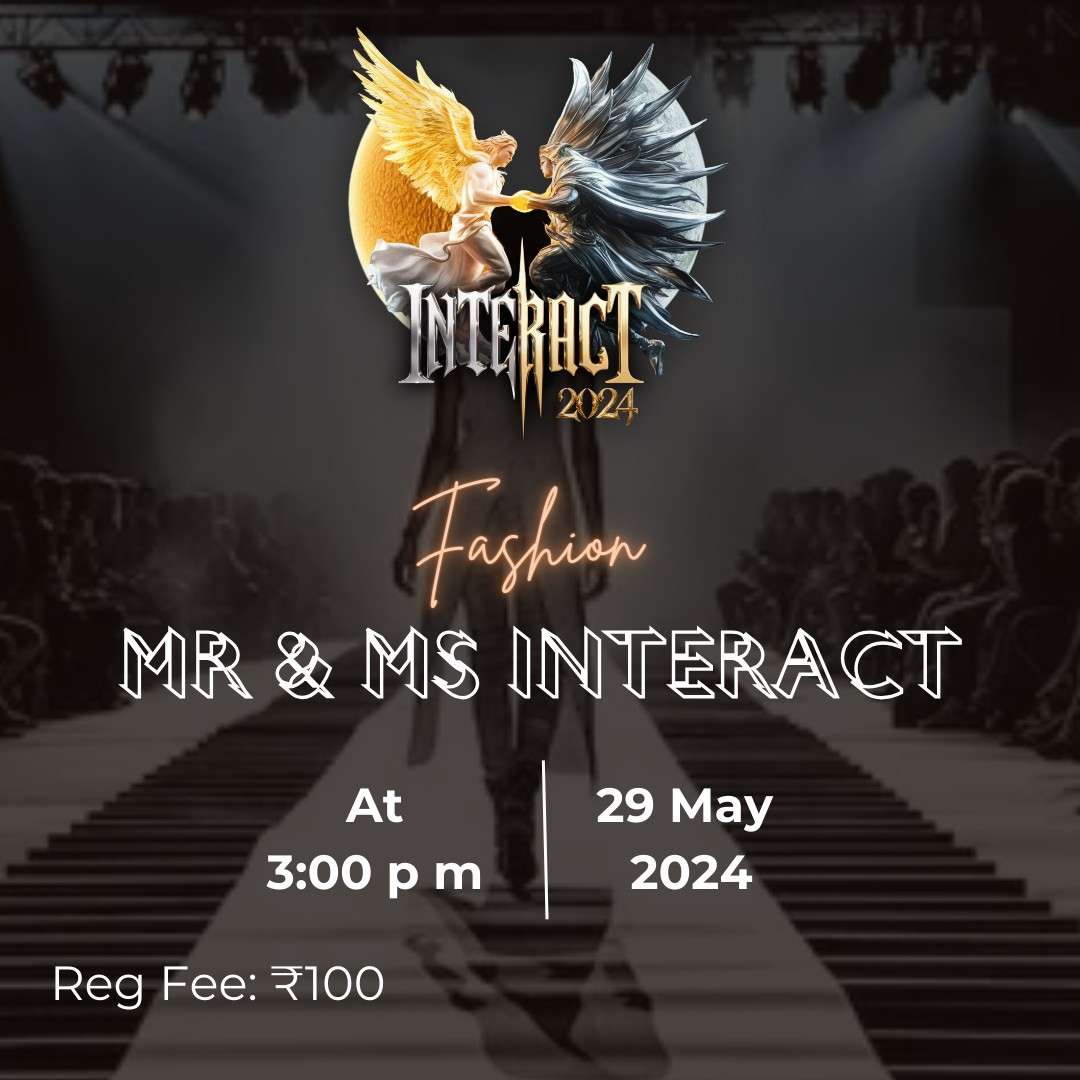 INTERACT
2024
Fashion
MR & MS INTERACT
At
3:00 p m
29 May
2024
Reg Fee: ₹100